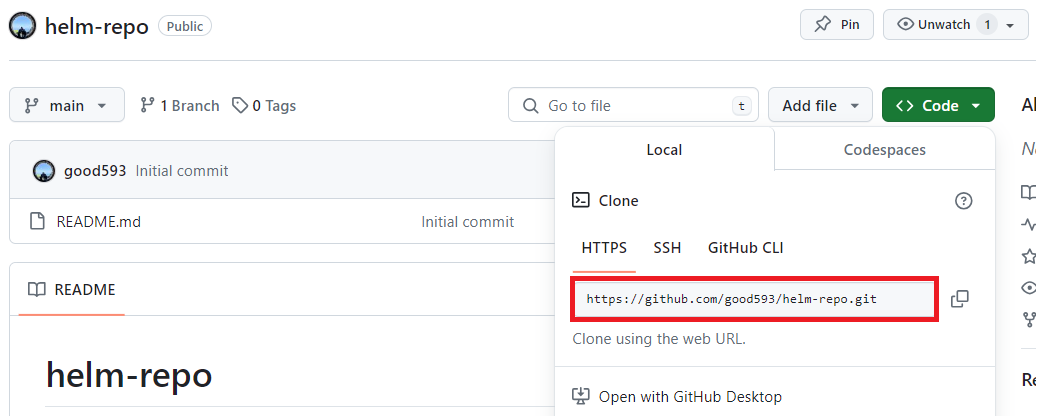 helm-repo Public Pin Unwatch 1
main 1 Branch 0 Tags Go to file t Add file <> Code
Local Codespaces
good593 Initial commit
Clone
README.md Initial commit
HTTPS SSH GitHub CLI
README
https://github.com/good593/helm-repo.git
Clone using the web URL.
helm-repo
Open with GitHub Desktop